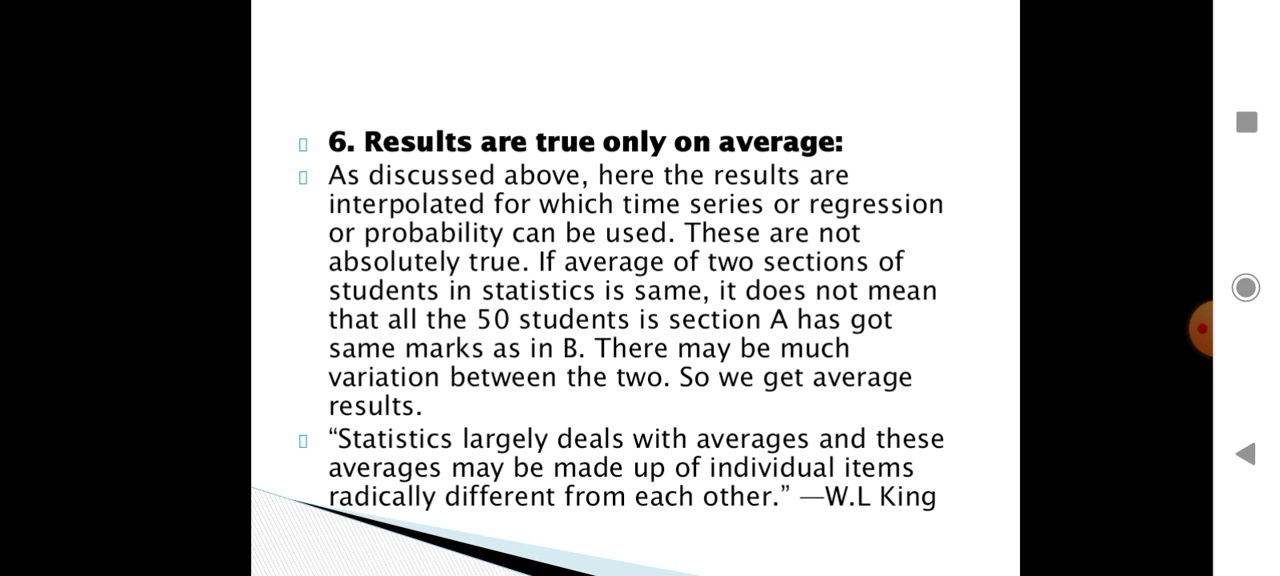 6. Results are true only on average:
As discussed above, here the results are
interpolated for which time series or regression
or probability can be used. These are not
absolutely true. If average of two sections of
students in statistics is same, it does not mean
that all the 50 students is section A has got
same marks as in B. There may be much
variation between the two. So we get average
results.
“Statistics largely deals with averages and these
averages may be made up of individual items
radically different from each other.” —W.L King